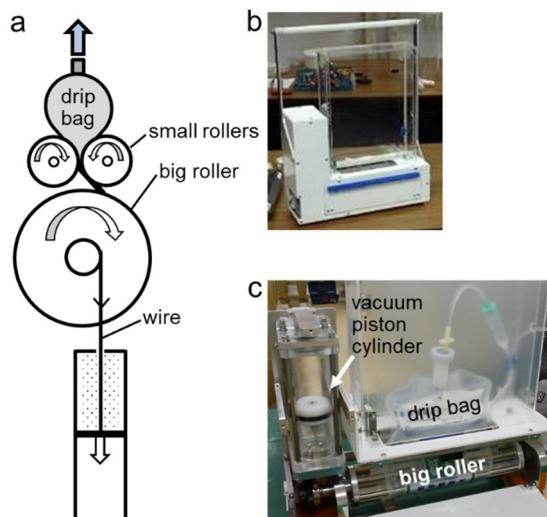 a
drip
bag
small rollers
big roller
wire
b
c
vacuum
piston
cylinder
drip bag
big roller